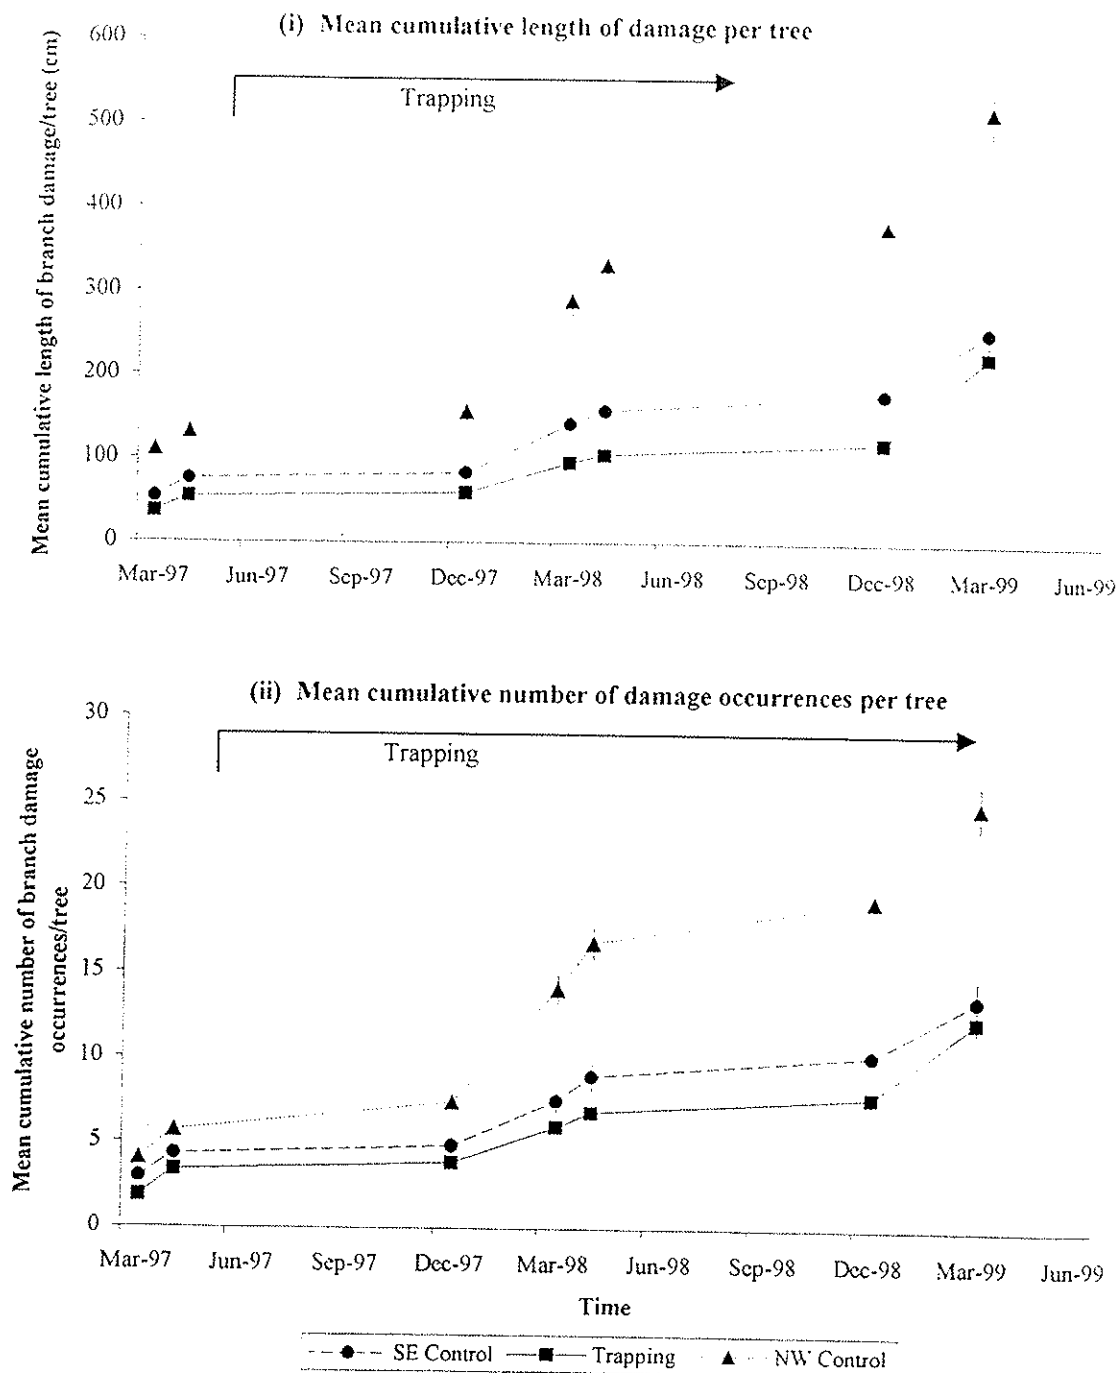 (i) Mean cumulative length of damage per tree
Mean cumulative length of branch damage/tree (cm)
600
500
400
300
200
100
0
Trapping
Mar-97 Jun-97 Sep-97 Dec-97 Mar-98 Jun-98 Sep-98 Dec-98 Mar-99 Jun-99
(ii) Mean cumulative number of damage occurrences per tree
Mean cumulative number of branch damage
occurrences/tree
30
25
20
15
10
5
0
Trapping
Mar-97 Jun-97 Sep-97 Dec-97 Mar-98 Jun-98 Sep-98 Dec-98 Mar-99 Jun-99
Time
SE Control Trapping NW Control